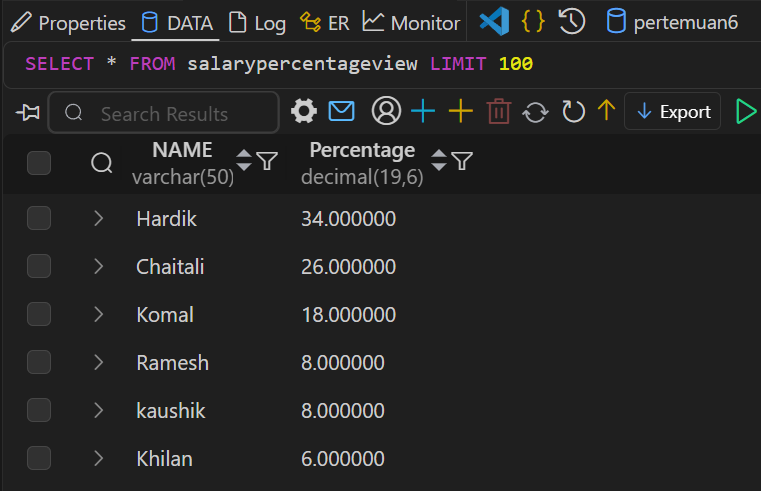 Properties DATA Log ER Monitor {} pertemuan6
SELECT * FROM salarypercentageview LIMIT 100
Search Results Export
NAME Percentage
varchar(50) decimal(19,6)
Hardik 34.000000
Chaitali 26.000000
Komal 18.000000
Ramesh 8.000000
kaushik 8.000000
Khilan 6.000000